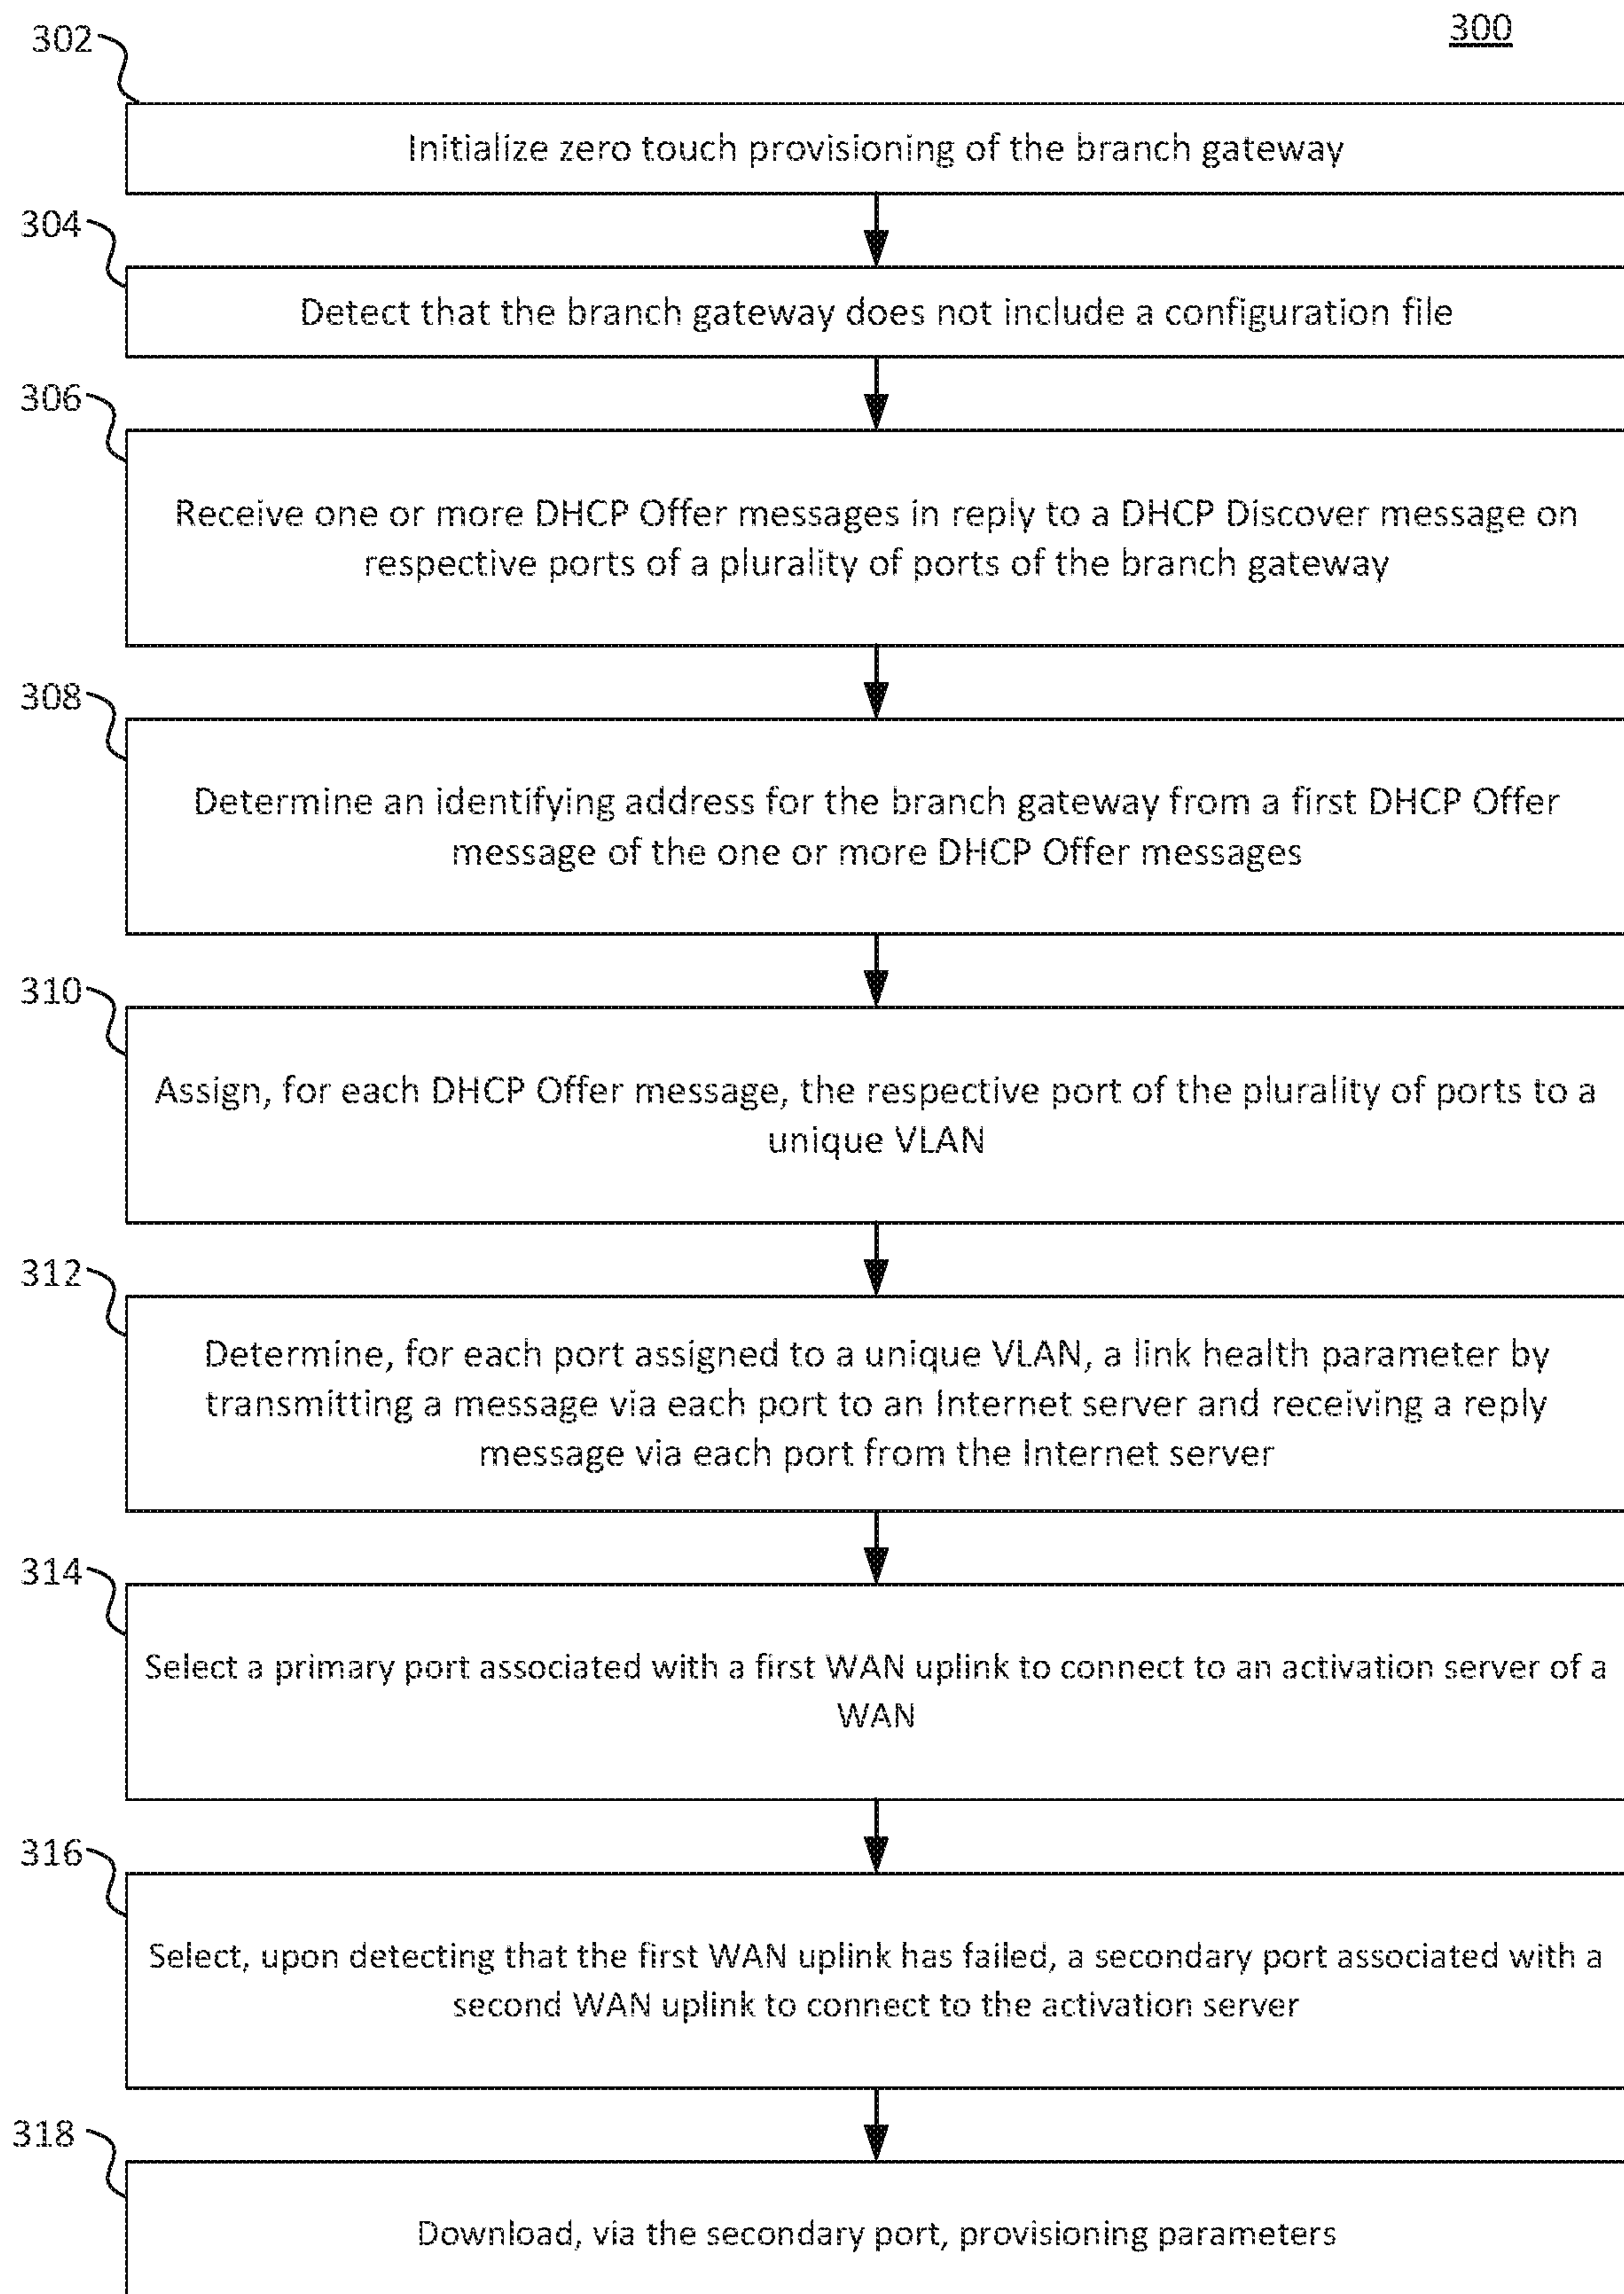 300
302
Initialize zero touch provisioning of the branch gateway
304
Detect that the branch gateway does not include a configuration file
306
Receive one or more DHCP Offer messages in reply to a DHCP Discover message on
respective ports of a plurality of ports of the branch gateway
308
Determine an identifying address for the branch gateway from a first DHCP Offer
message of the one or more DHCP Offer messages
310
Assign, for each DHCP Offer message, the respective port of the plurality of ports to a
unique VLAN
312
Determine, for each port assigned to a unique VLAN, a link health parameter by
transmitting a message via each port to an Internet server and receiving a reply
message via each port from the Internet server
314
Select a primary port associated with a first WAN uplink to connect to an activation server of a
WAN
316
Select, upon detecting that the first WAN uplink has failed, a secondary port associated with a
second WAN uplink to connect to the activation server
318
Download, via the secondary port, provisioning parameters